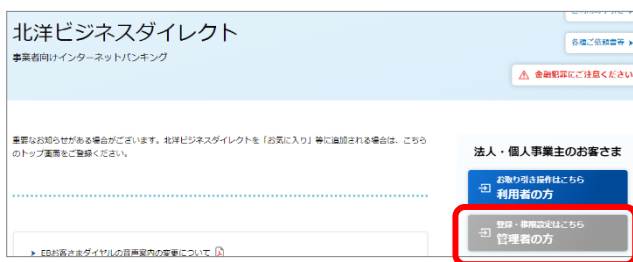 北洋ビジネスダイレクト
事業者向けインターネットバンキング
各種ご依頼書等
金融犯罪にご注意ください
重要なお知らせがある場合がございます。北洋ビジネスダイレクトを「お気に入り」等に追加される場合は、こちら
のトップ画面をご登録ください。
法人・個人事業主のお客さま
お取り引き操作はこちら
利用者の方
登録・権限設定はこちら
管理者の方
EBお客さまダイヤルの音声案内の変更について